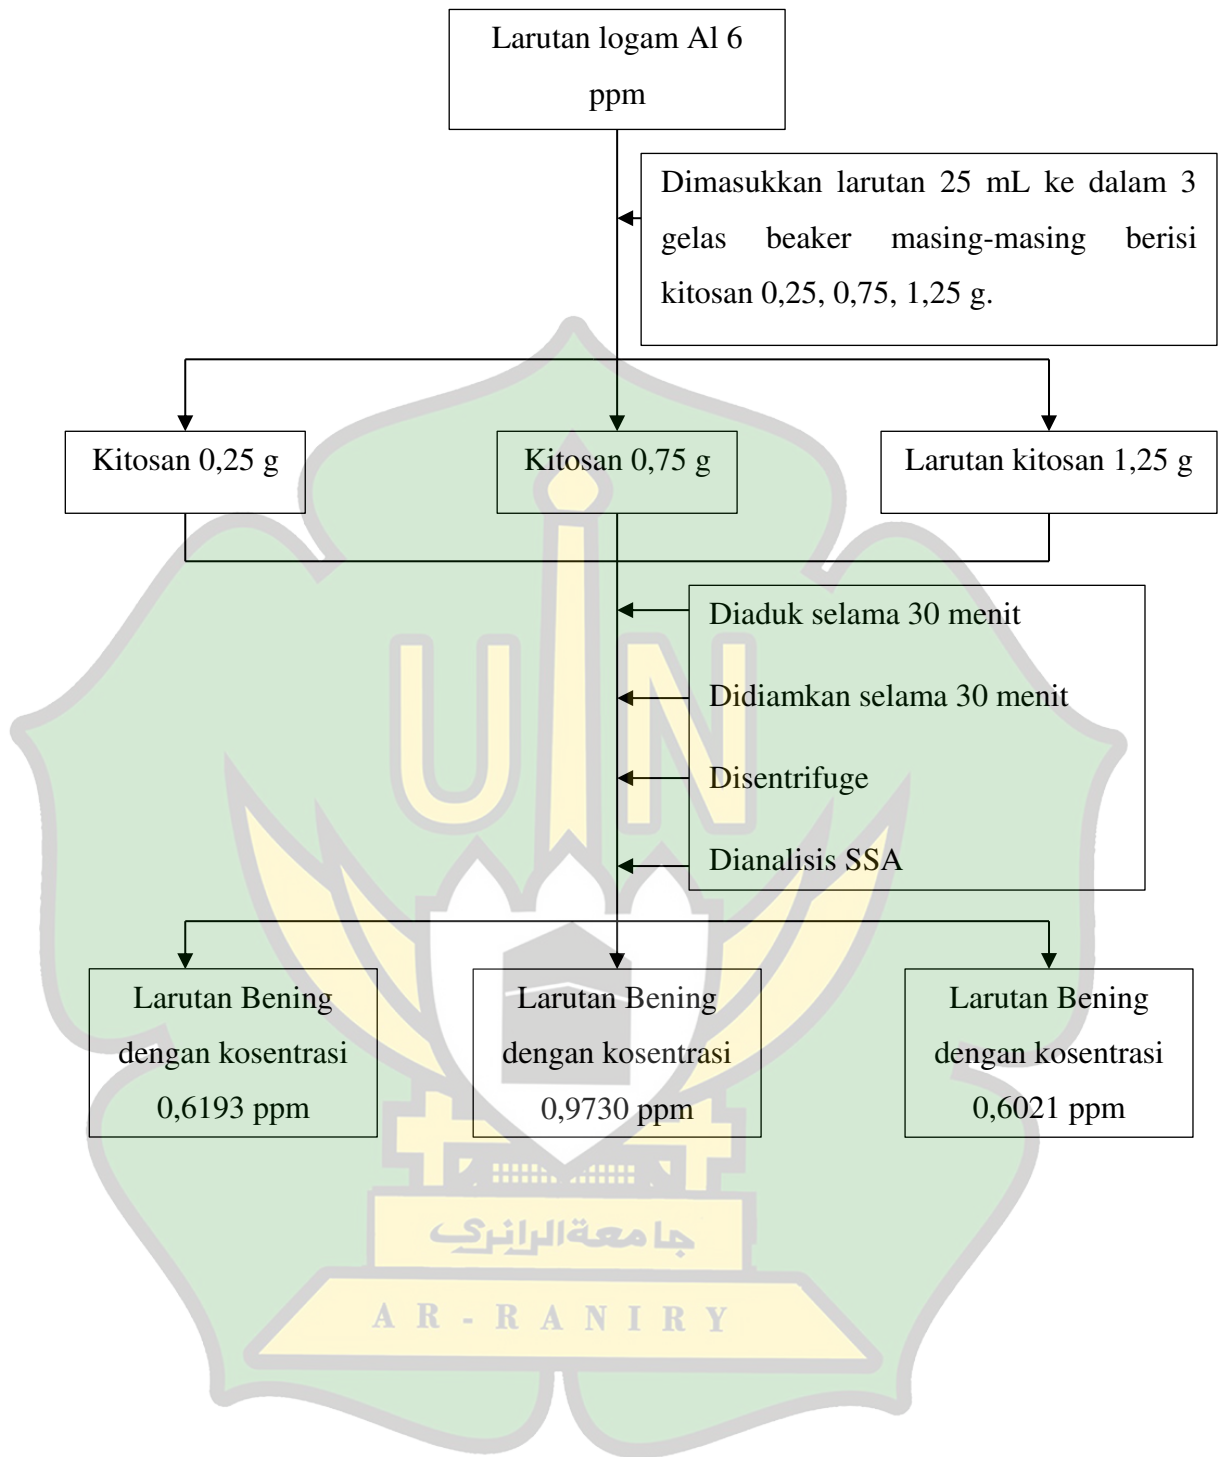 Larutan logam Al 6
ppm
Dimasukkan larutan 25 mL ke dalam 3
gelas beaker masing-masing berisi
kitosan 0,25, 0,75, 1,25 g.
Kitosan 0,25 g
Kitosan 0,75 g
Larutan kitosan 1,25 g
Diaduk selama 30 menit
Didiamkan selama 30 menit
Disentrifuge
Dianalisis SSA
Larutan Bening
dengan kosentrasi
0,6193 ppm
Larutan Bening
dengan kosentrasi
0,9730 ppm
Larutan Bening
dengan kosentrasi
0,6021 ppm
UIN
جامعةالرانري
AR-RANIRY